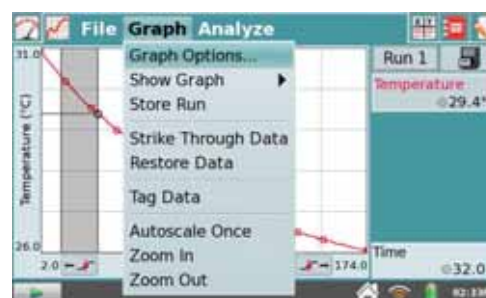 File Graph Analyze
31.0
Temperature (°C)
26.0
2.0
174.0
Graph Options...
Show Graph
Store Run
Strike Through Data
Restore Data
Tag Data
Autoscale Once
Zoom In
Zoom Out
Run 1
Temperature
29.4°
Time
32.0